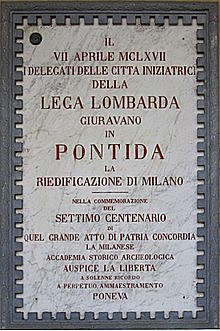 IL
VII APRILE MCLXVII
I DELEGATI DELLE CITTA INIZIATRICI
DELLA
LEGA LOMBARDA
GIURAVANO
IN
PONTIDA
LA
RIEDIFICAZIONE DI MILANO
NELLA COMMEMORAZIONE
DEL
SETTIMO CENTENARIO
DI
QUEL GRANDE ATTO DI PATRIA CONCORDIA
LA MILANESE
ACCADEMIA STORICO ARCHEOLOGICA
AUSPICE LA LIBERTA
A SOLENNE RICORDO
A PERPETUO AMMAESTRAMENTO
PONEVA